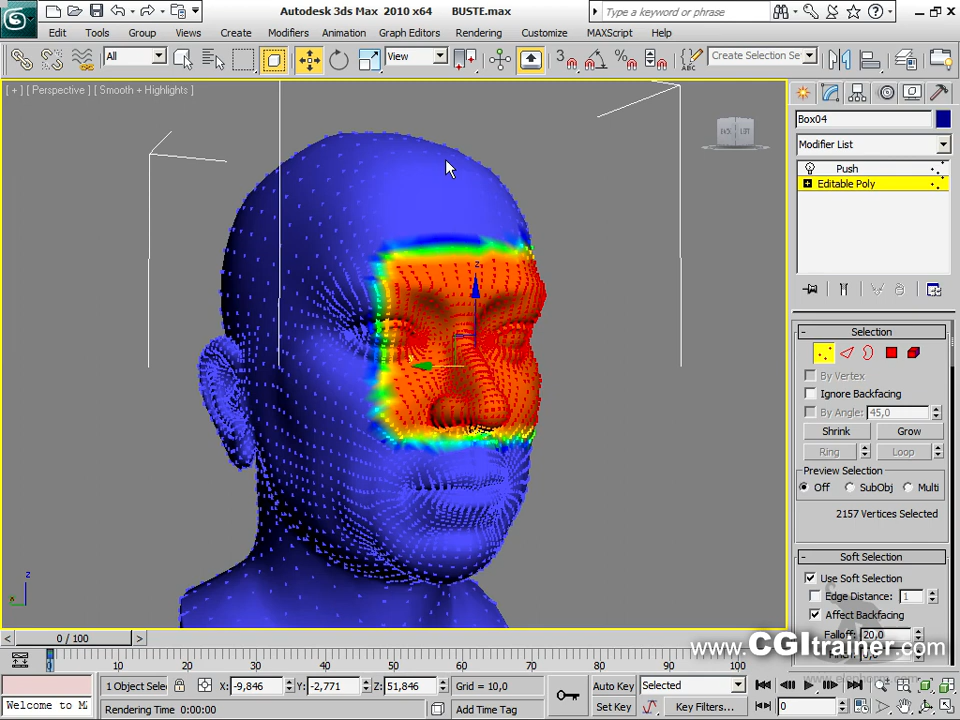 Autodesk 3ds Max 2010 x64 BUSTE.max
Type a keyword or phrase
Edit Tools Group Views Create Modifiers Animation Graph Editors Rendering Customize MAXScript Help
All View 3 Create Selection Se
[ + ] [ Perspective ] [ Smooth + Highlights ]
Box04
Modifier List
Push
Editable Poly
Selection
By Vertex
Ignore Backfacing
By Angle: 45,0
Shrink Grow
Ring Loop
Preview Selection
Off SubObj Multi
2157 Vertices Selected
Soft Selection
Use Soft Selection
Edge Distance: 1
Affect Backfacing
Falloff: 20,0
z
z
www.CGItrainer.com
0 / 100
0 10 20 30 40 50 60 70 80 90 100
1 Object Selec X: -9,846 Y: -2,771 Z: 51,846 Grid = 10,0 Auto Key Selected
Welcome to M
Rendering Time 0:00:00 Add Time Tag Set Key Key Filters... 0